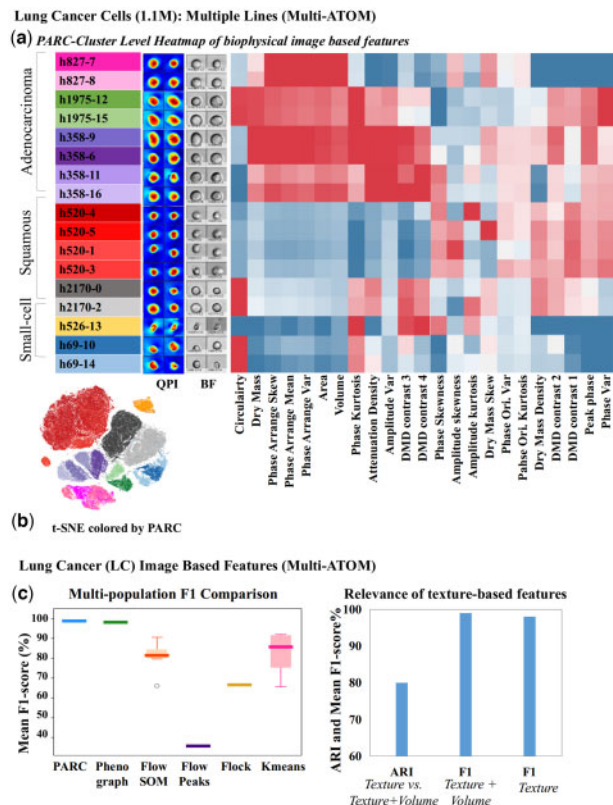 Lung Cancer Cells (1.1M): Multiple Lines (Multi-ATOM)
(a) PARC-Cluster Level Heatmap of biophysical image based features
Adenocarcinoma
Squamous
Small-cell
h827-7
h827-8
h1975-12
h1975-15
h358-9
h358-6
h358-11
h358-16
h520-4
h520-5
h520-1
h520-3
h2170-0
h2170-2
h526-13
h69-10
h69-14
QPI BF
Circulairty
Dry Mass
Phase Arrange Skew
Phase Arrange Mean
Phase Arrange Var
Area
Volume
Phase Kurtosis
Attenuation Density
Amplitude Var
DMD contrast 3
DMD contrast 4
Phase Skewness
Amplitude skewness
Amplitude kurtosis
Dry Mass Skew
Phase Ori. Var
Pahse Ori. Kurtosis
Dry Mass Density
DMD contrast 2
DMD contrast 1
Peak phase
Phase Var
(b) t-SNE colored by PARC
Lung Cancer (LC) Image Based Features (Multi-ATOM)
(c) Multi-population F1 Comparison
Mean F1-score (%)
100
90
80
70
60
50
40
PARC
Pheno
graph
Flow
SOM
Flow
Peaks
Flock
Kmeans
Relevance of texture-based features
ARI and Mean F1-score%
100
90
80
70
60
ARI
Texture vs.
Texture+Volume
F1
Texture +
Volume
F1
Texture